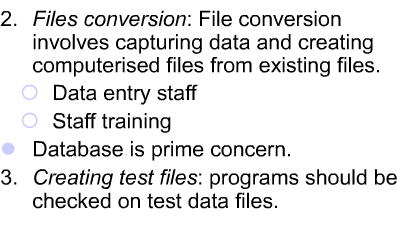 2. Files conversion: File conversion
involves capturing data and creating
computerised files from existing files.
Data entry staff
Staff training
Database is prime concern.
3. Creating test files: programs should be
checked on test data files.